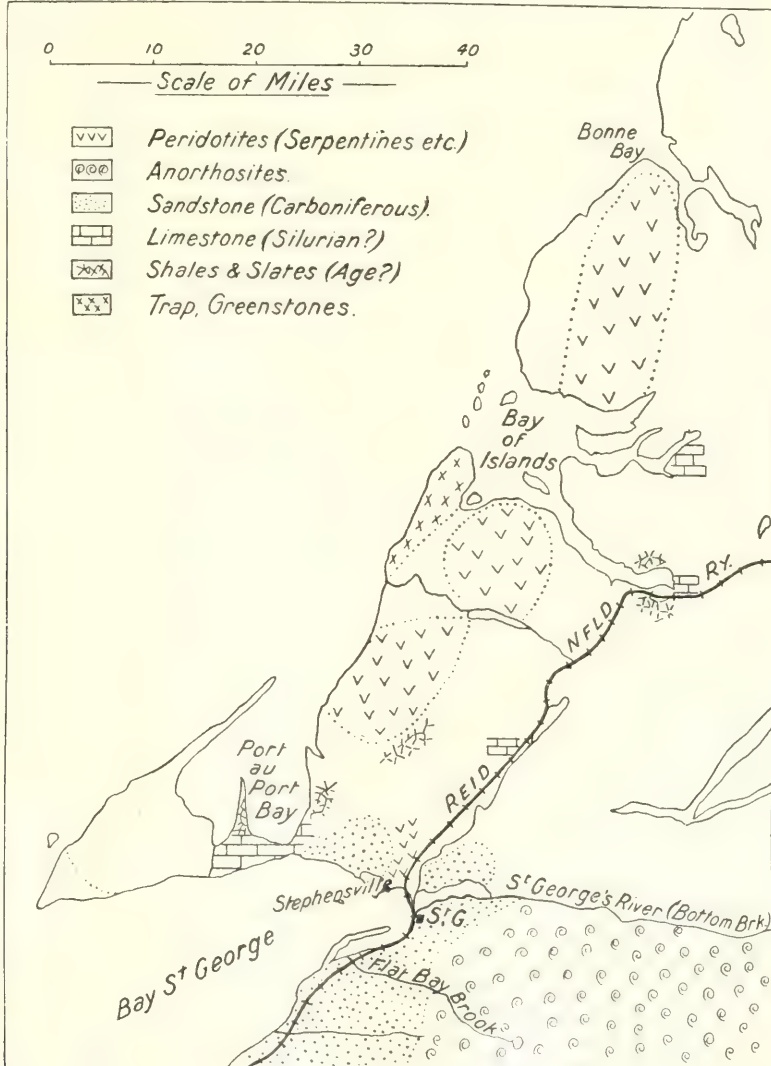 0 10 20 30 40
Scale of Miles
Peridotites (Serpentines etc.)
Anorthosites.
Sandstone (Carboniferous).
Limestone (Silurian?)
Shales & Slates (Age?)
Trap, Greenstones.
Bonne
Bay
Bay
of
Islands
REID NFLD RY.
Port
au
Port
Bay
Stephensville
St G.
St George's River (Bottom Brk)
Bay St George
Flat Bay Brook